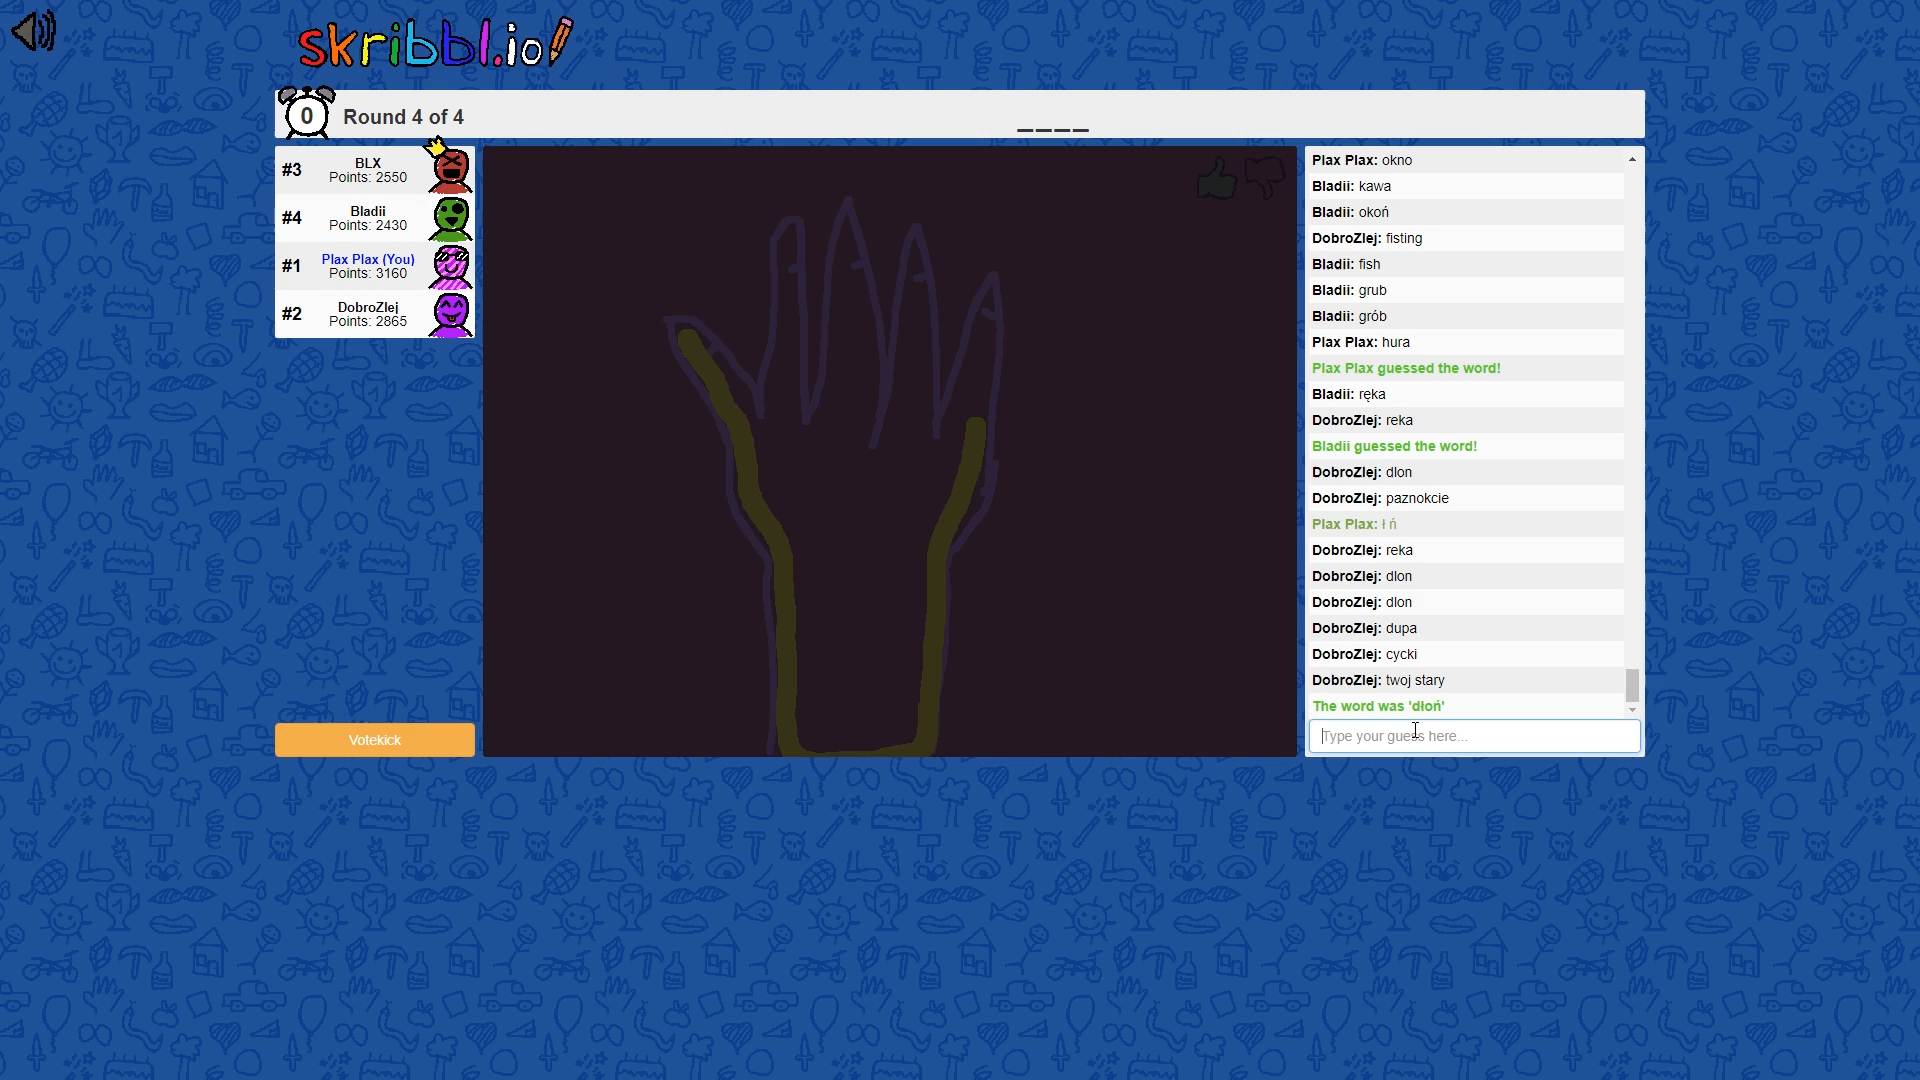 skribbl.io
0
Round 4 of 4
____
#3
BLX
Points: 2550
#4
Bladii
Points: 2430
#1
Plax Plax (You)
Points: 3160
#2
DobroZlej
Points: 2865
Votekick
Plax Plax: okno
Bladii: kawa
Bladii: okoń
DobroZlej: fisting
Bladii: fish
Bladii: grub
Bladii: grób
Plax Plax: hura
Plax Plax guessed the word!
Bladii: ręka
DobroZlej: reka
Bladii guessed the word!
DobroZlej: dlon
DobroZlej: paznokcie
Plax Plax: ł ń
DobroZlej: reka
DobroZlej: dlon
DobroZlej: dlon
DobroZlej: dupa
DobroZlej: cycki
DobroZlej: twoj stary
The word was 'dłoń'
Type your guess here...